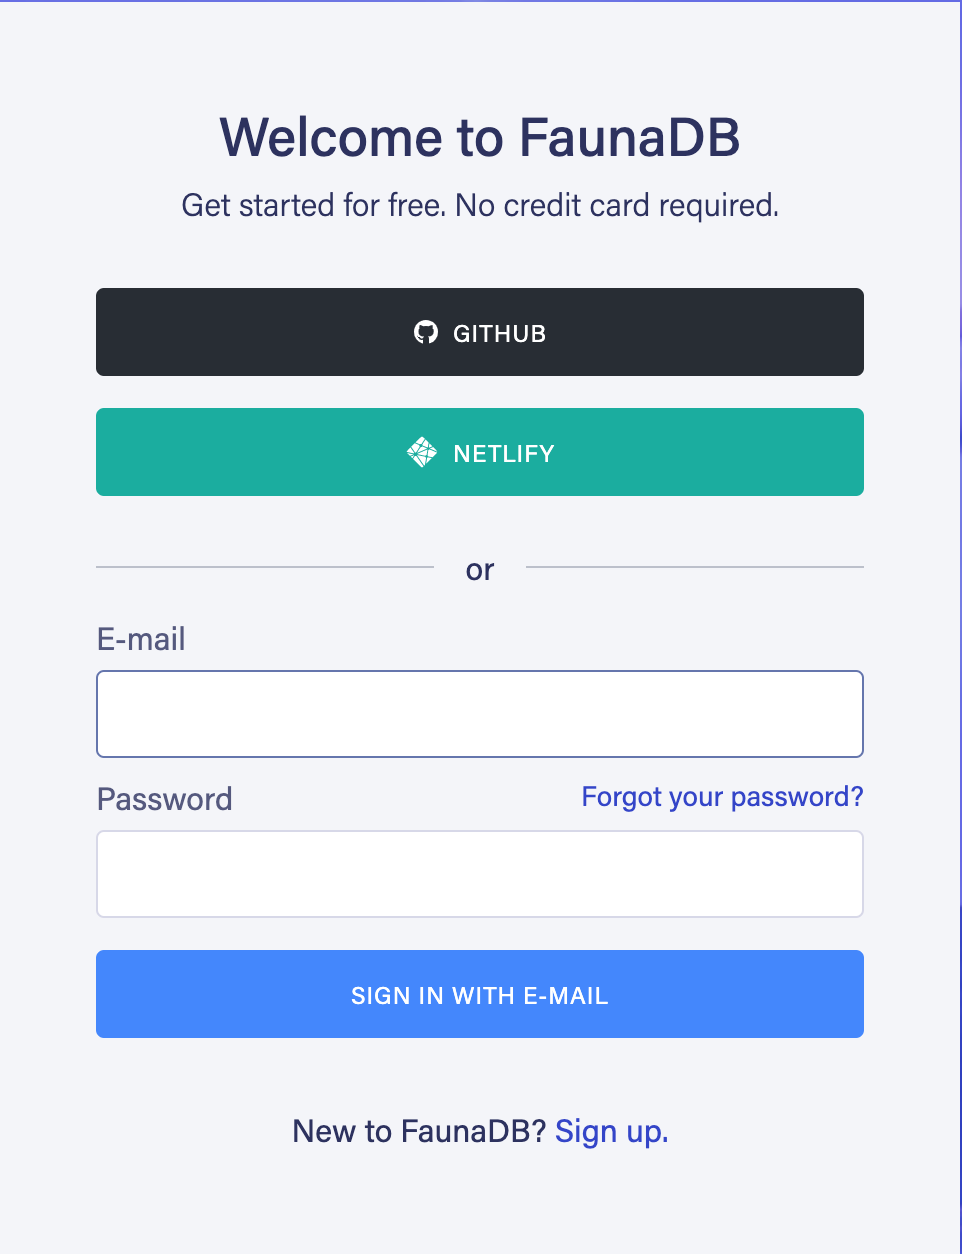 Welcome to FaunaDB
Get started for free. No credit card required.
GITHUB
NETLIFY
or
E-mail
Password
Forgot your password?
SIGN IN WITH E-MAIL
New to FaunaDB? Sign up.